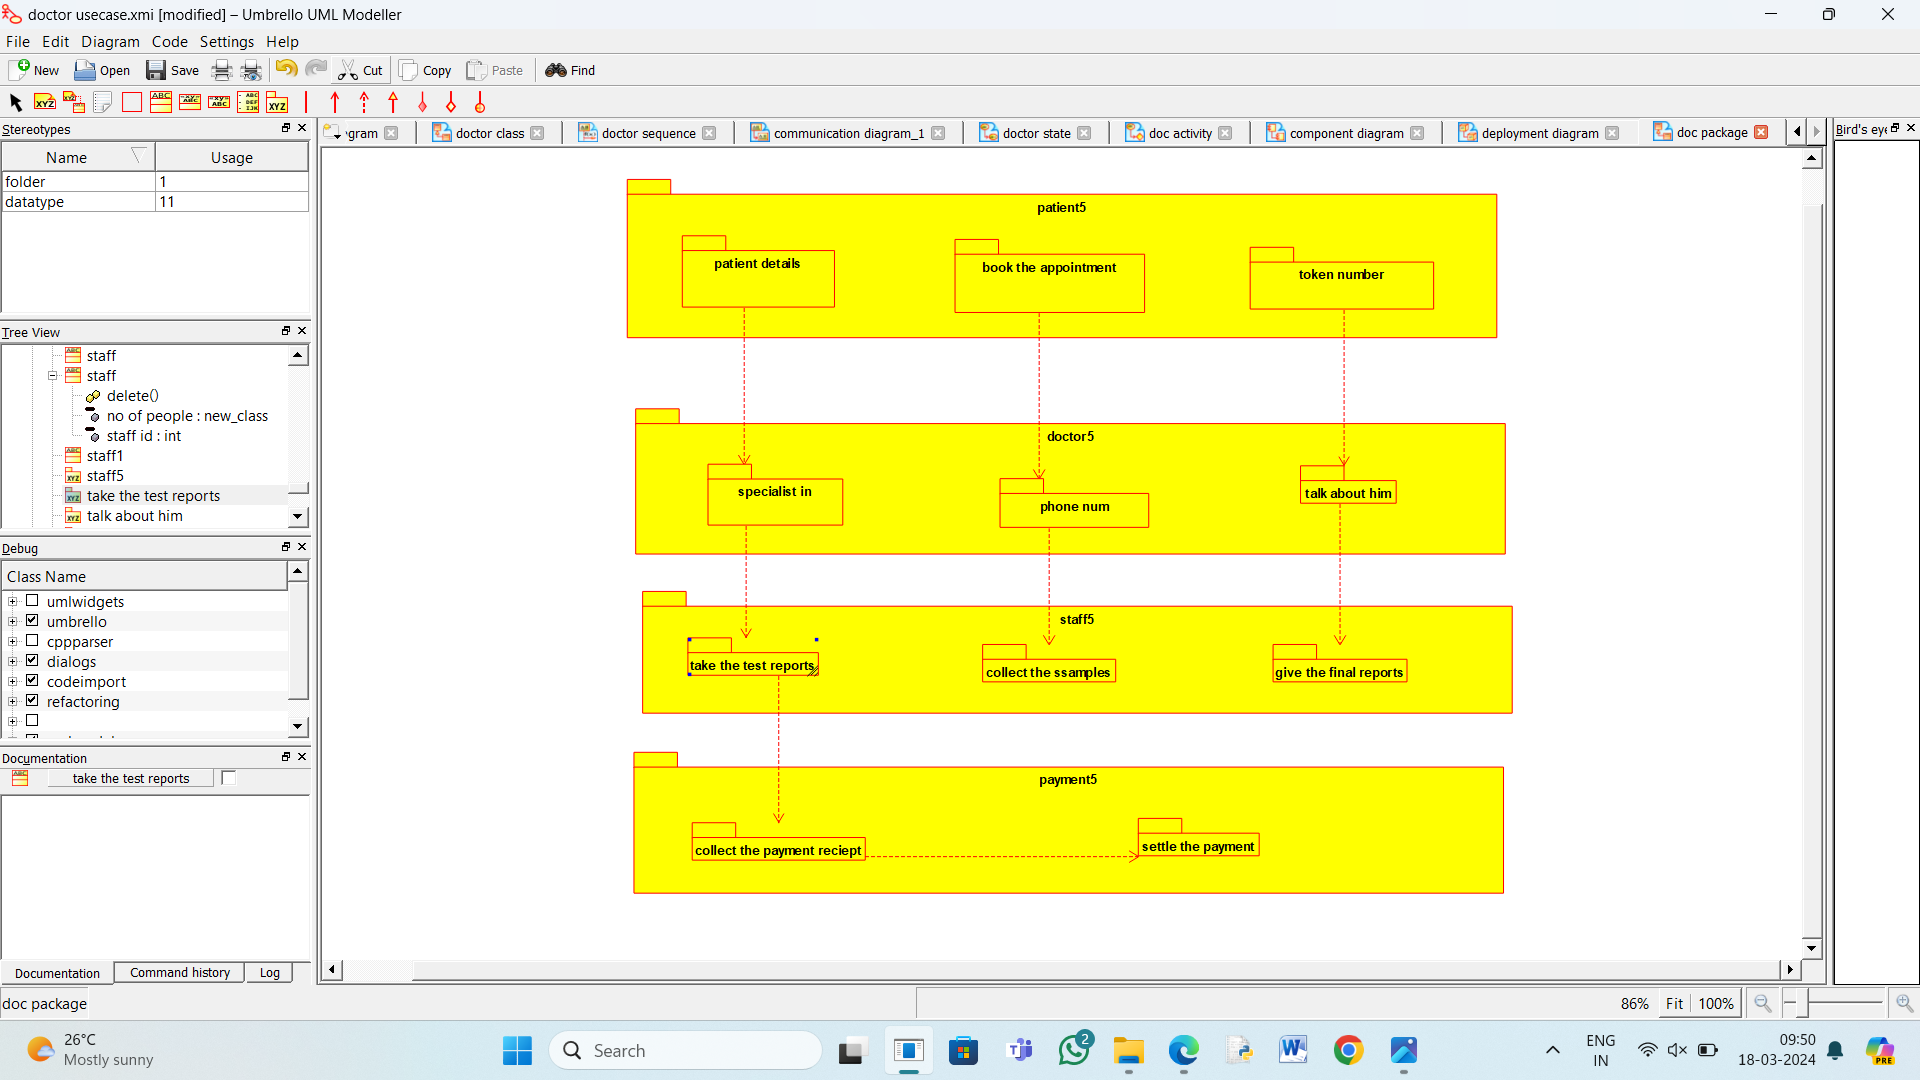 doctor usecase.xmi [modified] – Umbrello UML Modeller
File Edit Diagram Code Settings Help
New Open Save Cut Copy Paste Find
Stereotypes
Name Usage
folder 1
datatype 11
Tree View
staff
staff
delete()
no of people : new_class
staff id : int
staff1
staff5
take the test reports
talk about him
Debug
Class Name
umlwidgets
umbrello
cppparser
dialogs
codeimport
refactoring
Documentation
take the test reports
Documentation Command history Log
gram doctor class doctor sequence communication diagram_1 doctor state doc activity component diagram deployment diagram doc package
Bird's eye
patient5
patient details
book the appointment
token number
doctor5
specialist in
phone num
talk about him
staff5
take the test reports
collect the ssamples
give the final reports
payment5
collect the payment reciept
settle the payment
doc package
86% Fit 100%
26°C
Mostly sunny
Search
2
ENG
IN
09:50
18-03-2024
PRE